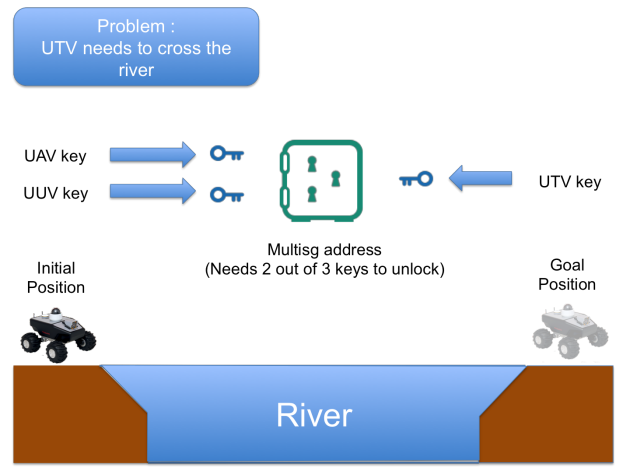 Problem :
UTV needs to cross the
river
UAV key
UUV key
UTV key
Multisg address
(Needs 2 out of 3 keys to unlock)
Initial
Position
Goal
Position
River